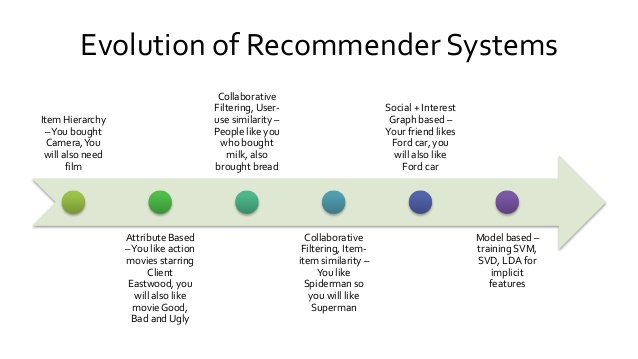 Evolution of Recommender Systems
Item Hierarchy
– You bought
Camera, You
will also need
film
Attribute Based
– You like action
movies starring
Client
Eastwood, you
will also like
movie Good,
Bad and Ugly
Collaborative
Filtering, User-
use similarity –
People like you
who bought
milk, also
brought bread
Collaborative
Filtering, Item-
item similarity –
You like
Spiderman so
you will like
Superman
Social + Interest
Graph based –
Your friend likes
Ford car, you
will also like
Ford car
Model based –
training SVM,
SVD, LDA for
implicit
features